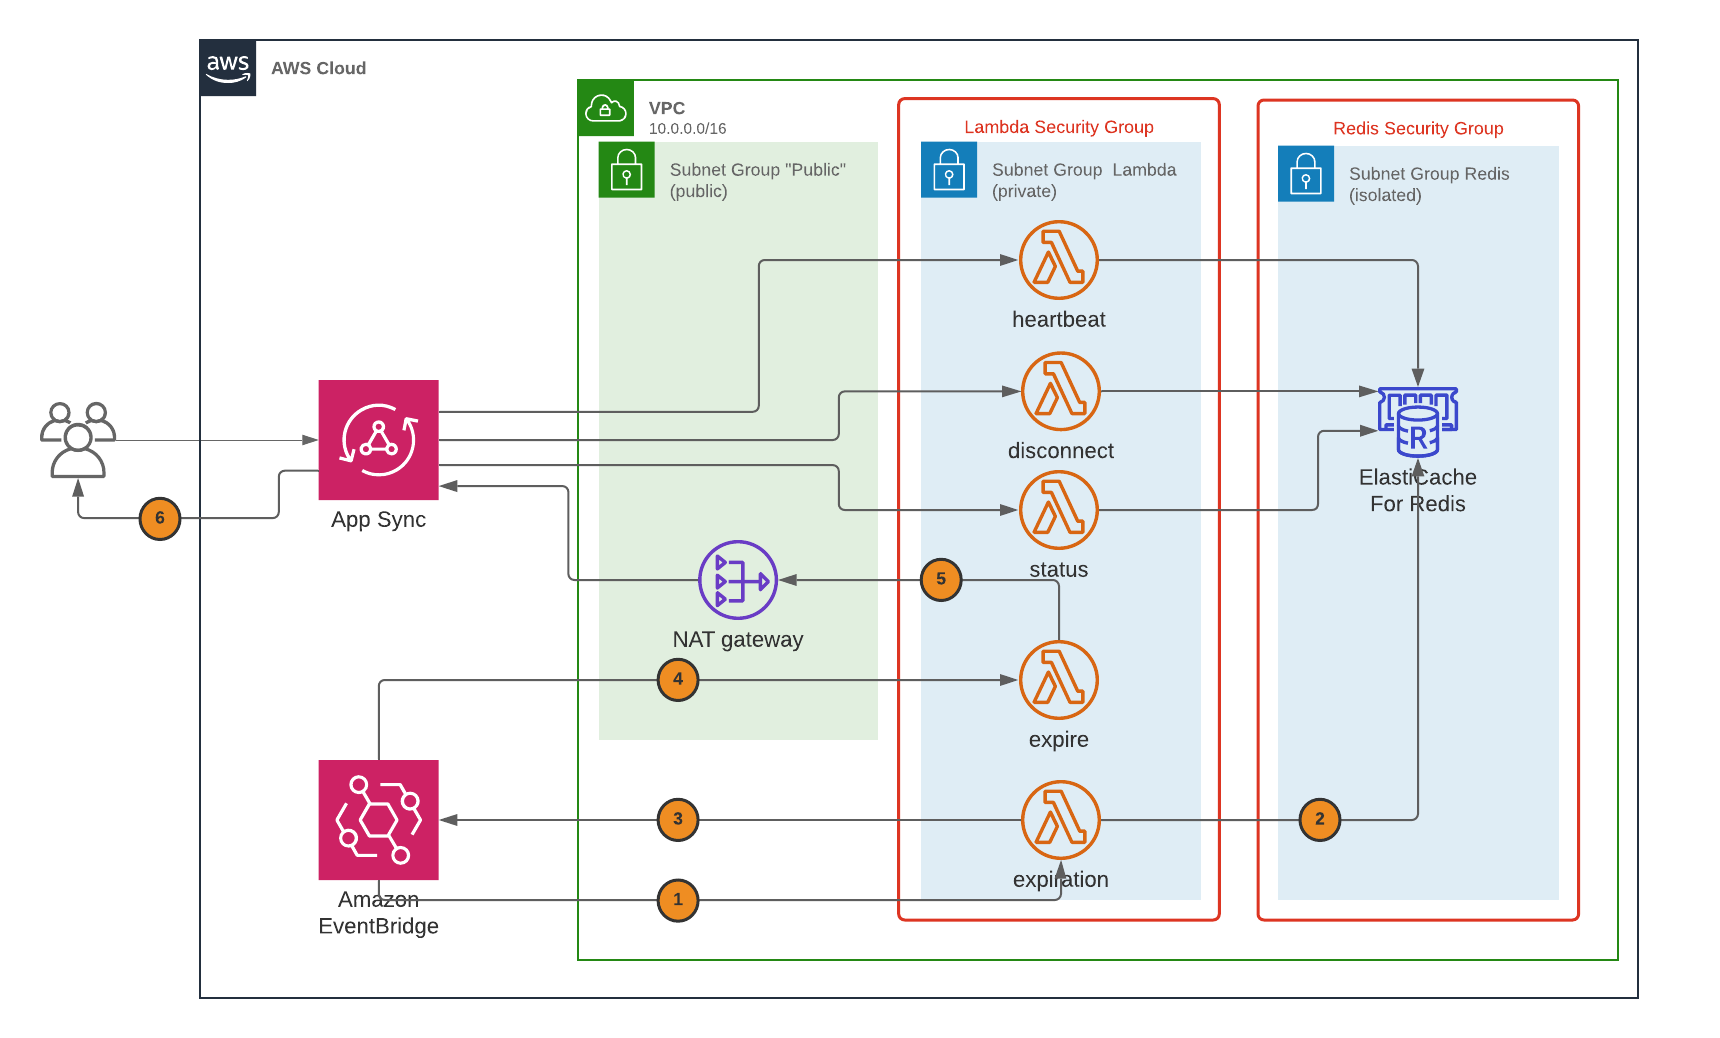 aws
AWS Cloud
VPC
10.0.0.0/16
Lambda Security Group
Redis Security Group
Subnet Group "Public"
(public)
Subnet Group Lambda
(private)
Subnet Group Redis
(isolated)
heartbeat
disconnect
R
ElastiCache
For Redis
6
App Sync
status
5
NAT gateway
4
expire
3
2
expiration
1
Amazon
EventBridge